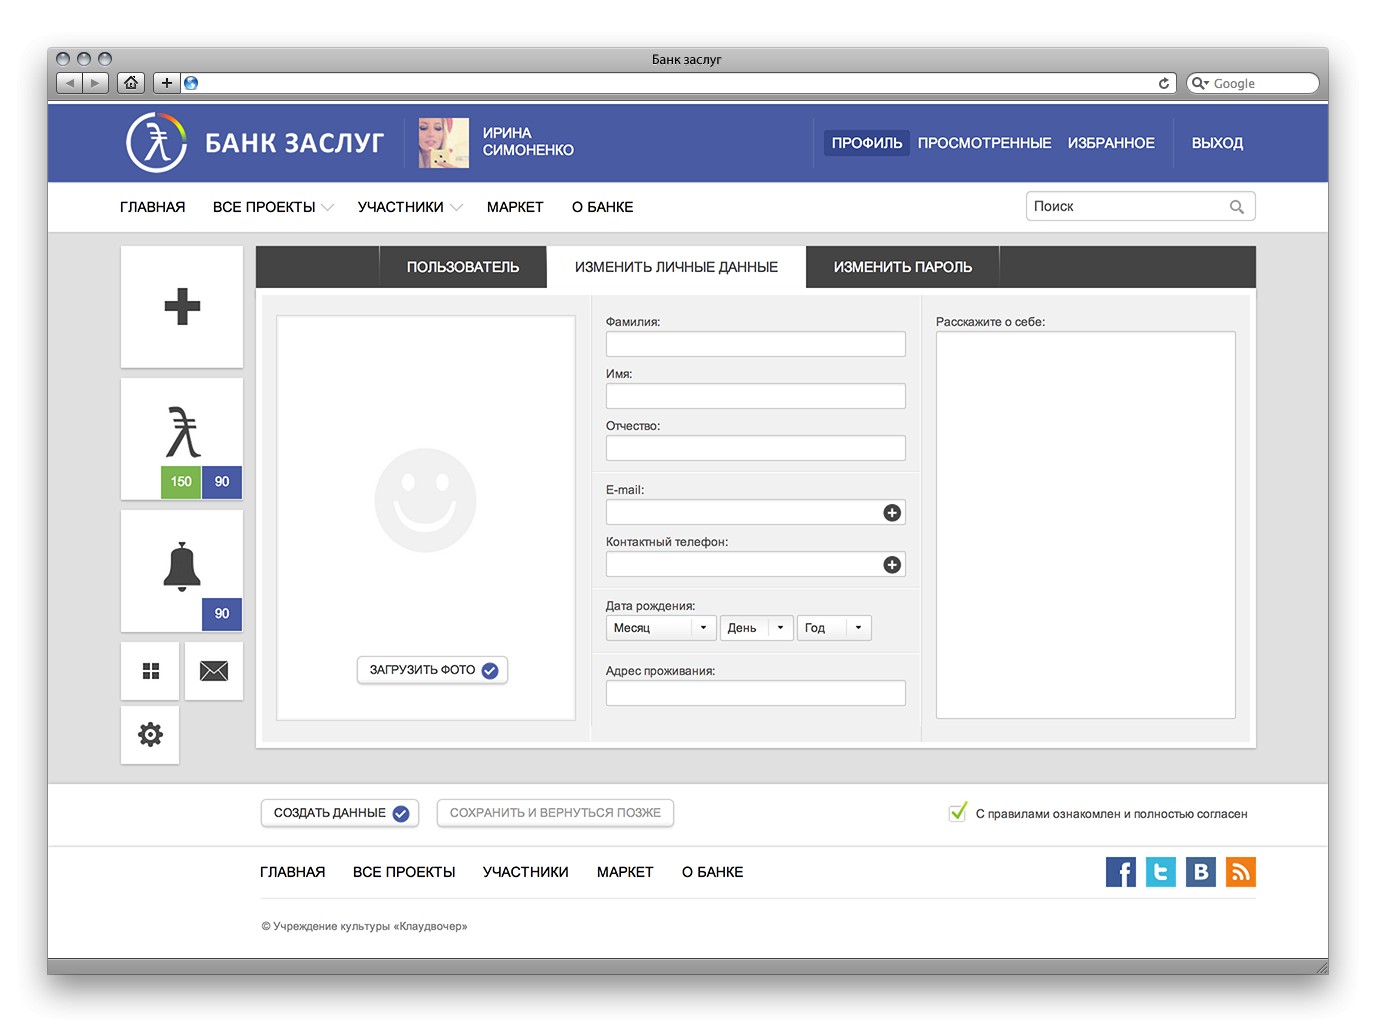 Банк заслуг
Google
БАНК ЗАСЛУГ
ИРИНА
СИМОНЕНКО
ПРОФИЛЬ ПРОСМОТРЕННЫЕ ИЗБРАННОЕ ВЫХОД
ГЛАВНАЯ ВСЕ ПРОЕКТЫ УЧАСТНИКИ МАРКЕТ О БАНКЕ
Поиск
ПОЛЬЗОВАТЕЛЬ ИЗМЕНИТЬ ЛИЧНЫЕ ДАННЫЕ ИЗМЕНИТЬ ПАРОЛЬ
150 90
90
ЗАГРУЗИТЬ ФОТО
Фамилия:
Имя:
Отчество:
E-mail:
Контактный телефон:
Дата рождения:
Месяц День Год
Адрес проживания:
Расскажите о себе:
СОЗДАТЬ ДАННЫЕ СОХРАНИТЬ И ВЕРНУТЬСЯ ПОЗЖЕ
С правилами ознакомлен и полностью согласен
ГЛАВНАЯ ВСЕ ПРОЕКТЫ УЧАСТНИКИ МАРКЕТ О БАНКЕ
f t B
© Учреждение культуры «Клаудвочер»